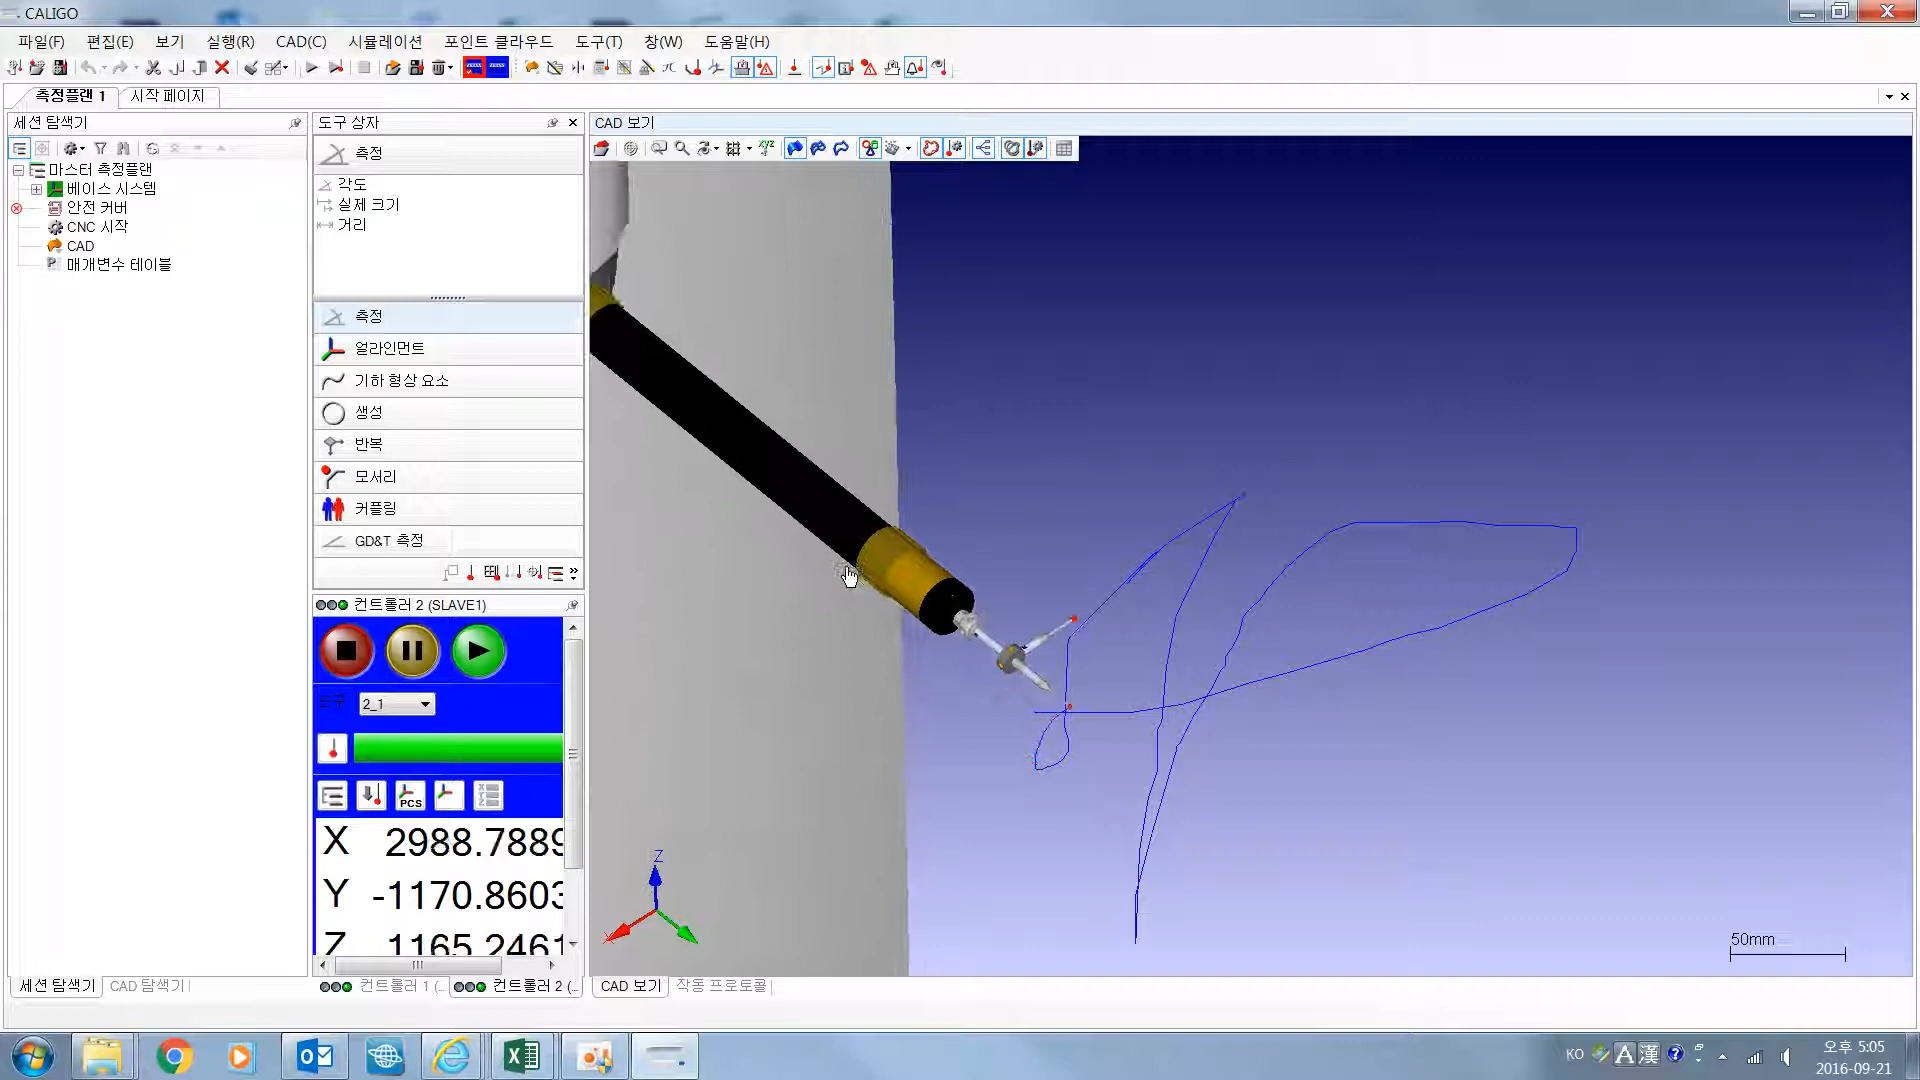 CALIGO
파일(F) 편집(E) 보기 실행(R) CAD(C) 시뮬레이션 포인트 클라우드 도구(T) 창(W) 도움말(H)
측정플랜 1 시작 페이지
세션 탐색기
마스터 측정플랜
베이스 시스템
안전 커버
CNC 시작
CAD
매개변수 테이블
도구 상자
측정
각도
실제 크기
거리
측정
얼라인먼트
기하 형상 요소
생성
반복
모서리
커플링
GD&T 측정
컨트롤러 2 (SLAVE1)
도구 2_1
PCS
X 2988.7889
Y -1170.8603
Z 1165.2461
CAD 보기
Z
X
50mm
세션 탐색기 CAD 탐색기
컨트롤러 1 (... 컨트롤러 2 (...
CAD 보기 작동 프로토콜
KO A 漢
오후 5:05
2016-09-21